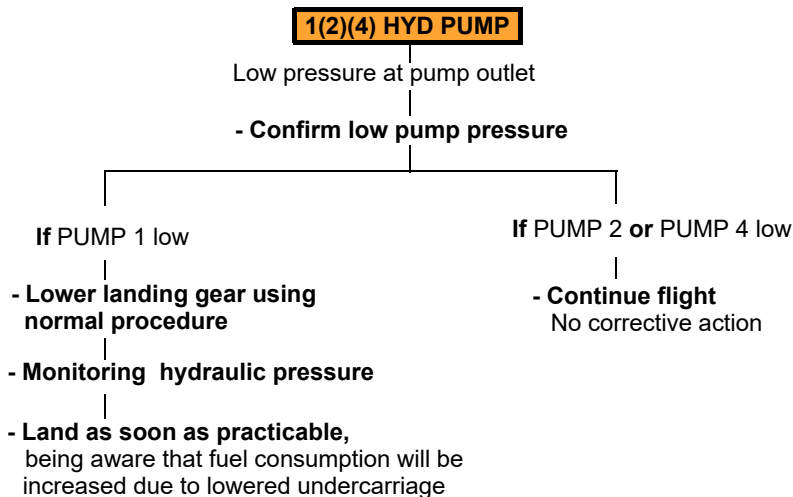 1(2)(4) HYD PUMP
Low pressure at pump outlet
- Confirm low pump pressure
If PUMP 1 low
- Lower landing gear using
normal procedure
- Monitoring hydraulic pressure
- Land as soon as practicable,
being aware that fuel consumption will be
increased due to lowered undercarriage
If PUMP 2 or PUMP 4 low
- Continue flight
No corrective action